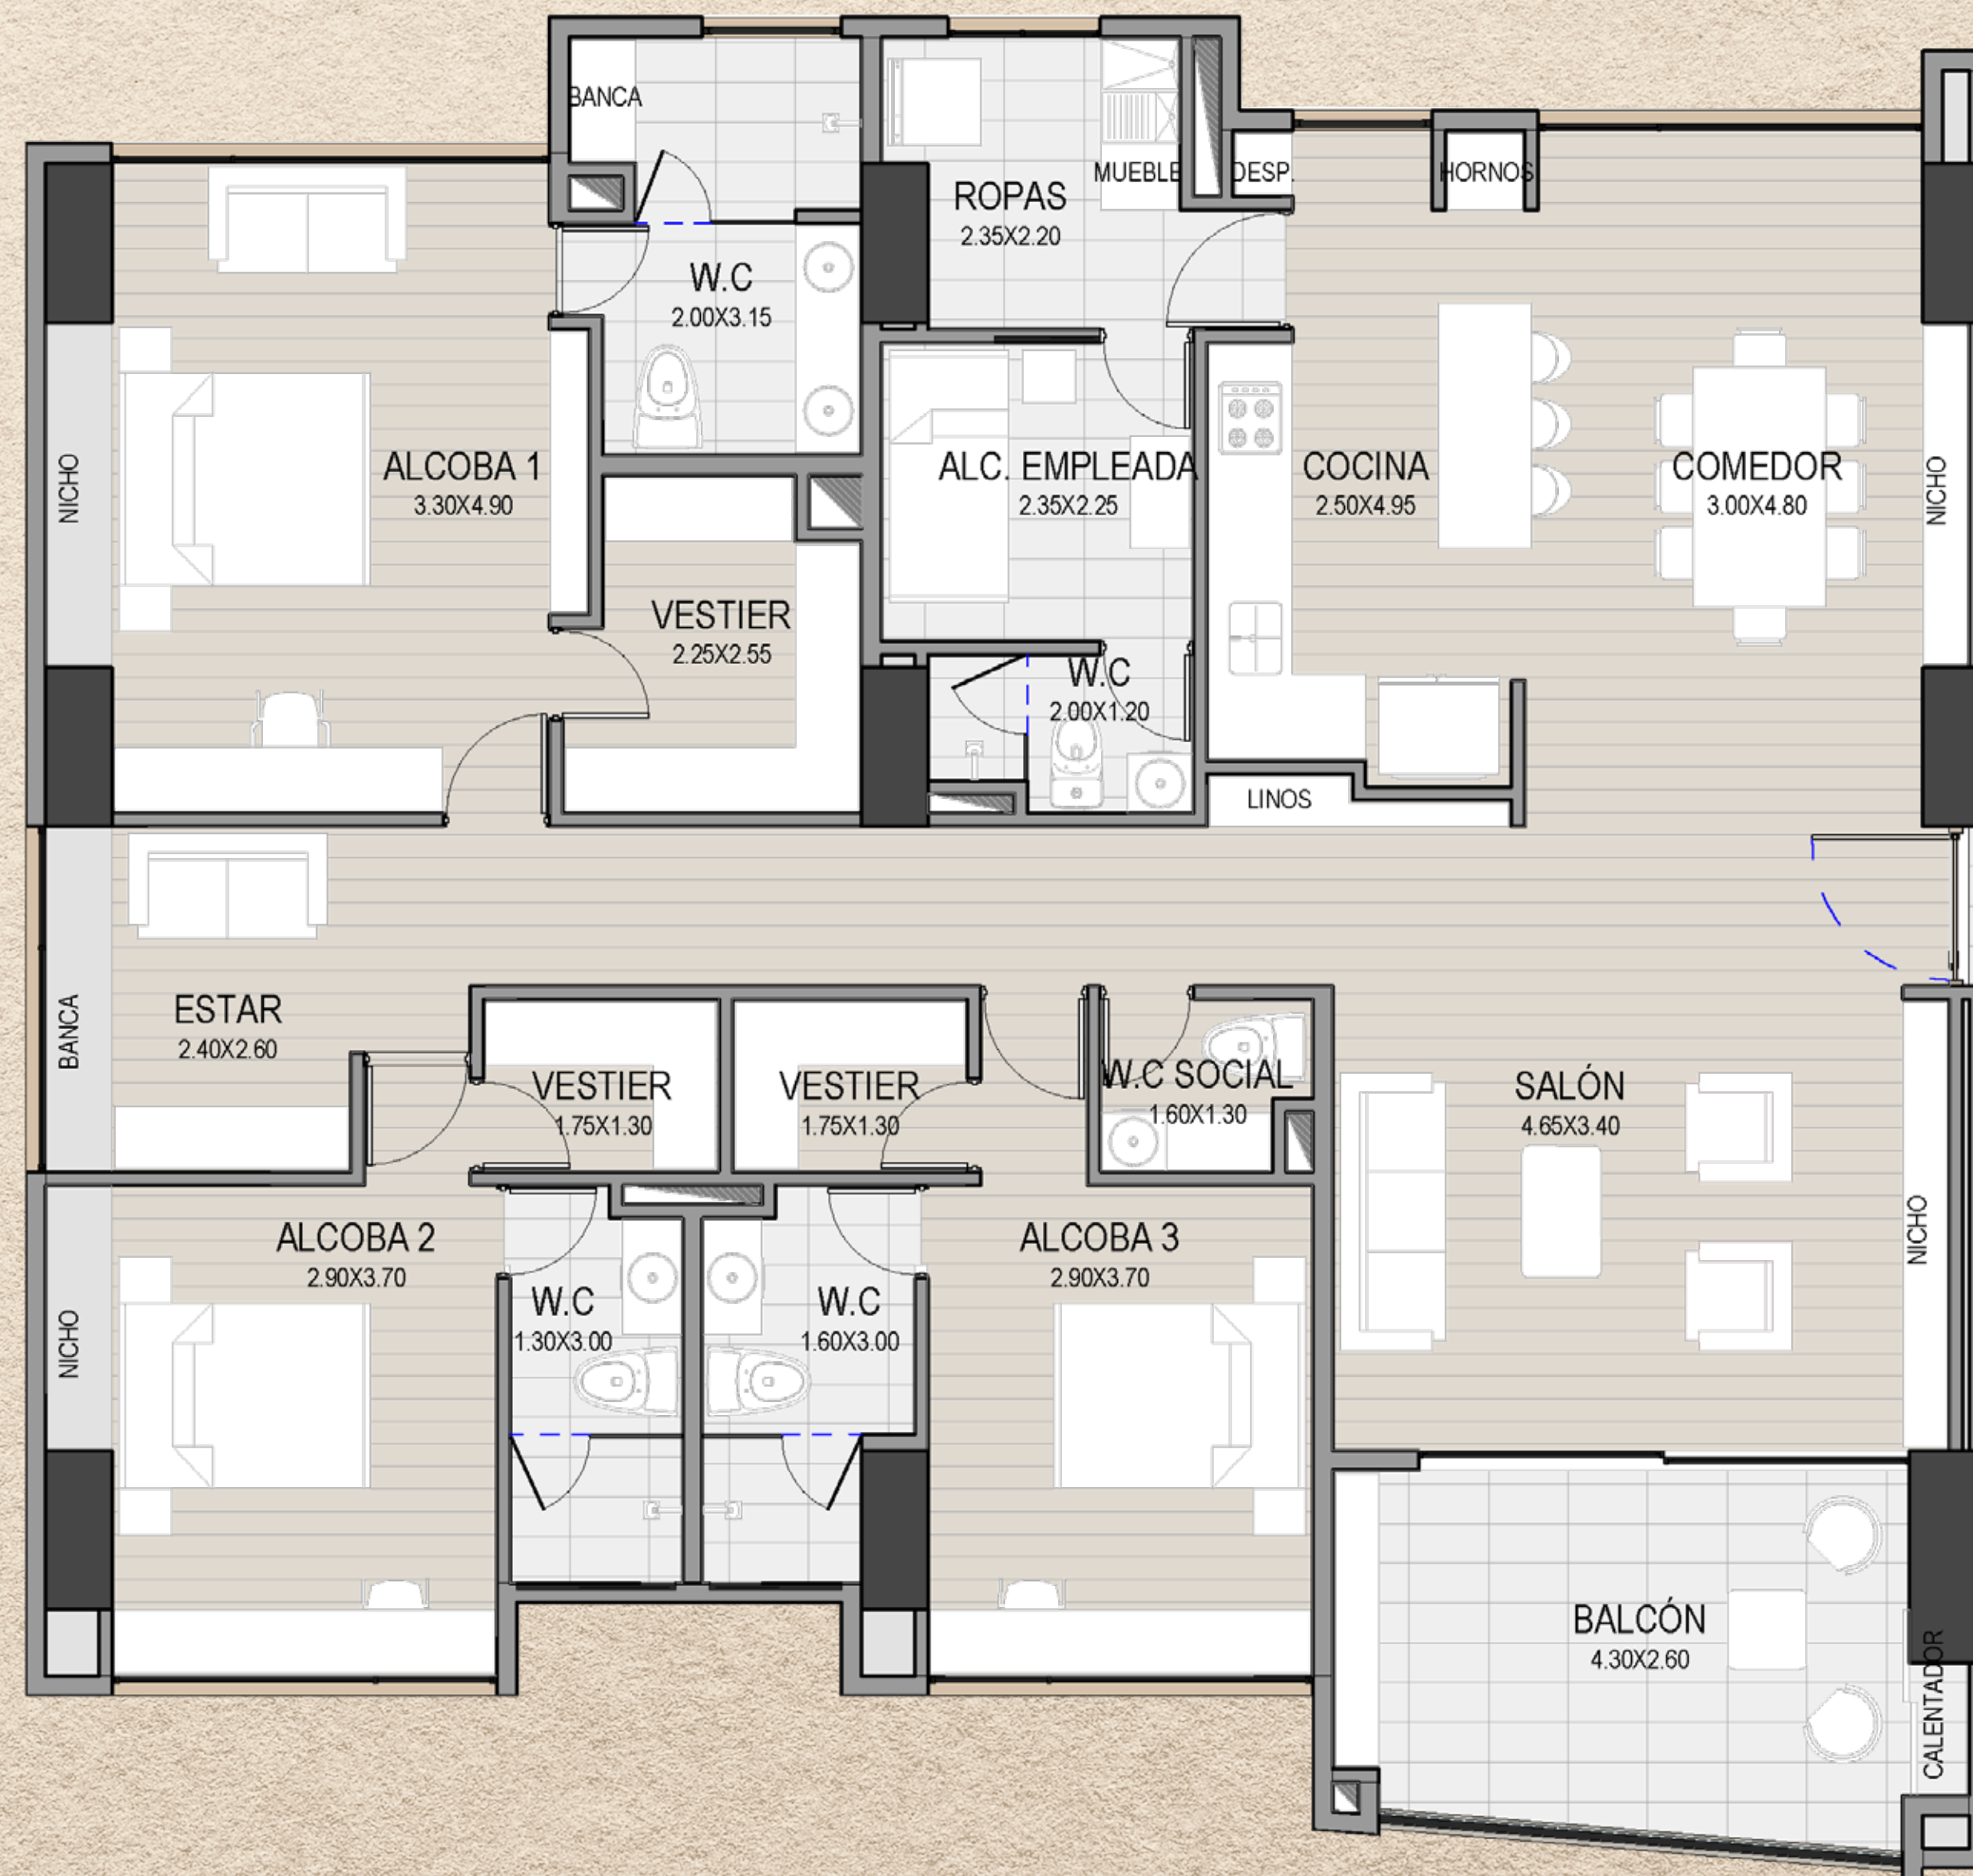 BANCA
MUEBLE
DESP.
HORNOS
ROPAS
2.35X2.20
W.C
2.00X3.15
NICHO
ALCOBA 1
3.30X4.90
ALC. EMPLEADA
2.35X2.25
COCINA
2.50X4.95
COMEDOR
3.00X4.80
NICHO
VESTIER
2.25X2.55
W.C
2.00X1.20
LINOS
BANCA
ESTAR
2.40X2.60
VESTIER
1.75X1.30
VESTIER
1.75X1.30
W.C SOCIAL
1.60X1.30
SALÓN
4.65X3.40
NICHO
ALCOBA 2
2.90X3.70
ALCOBA 3
2.90X3.70
NICHO
W.C
1.30X3.00
W.C
1.60X3.00
BALCÓN
4.30X2.60
CALENTADOR